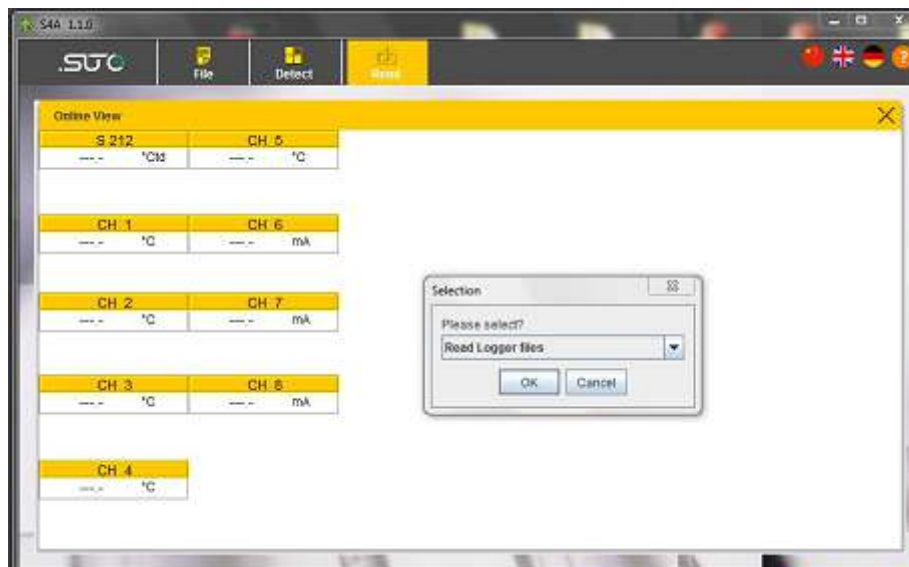 S4A 1.1.0
SUTO
File
Detect
Read
?
Online View
S 212 CH 5
---.- °Ctd ---.- °C
CH 1 CH 6
---.- °C ---.- mA
CH 2 CH 7
---.- °C ---.- mA
CH 3 CH 8
---.- °C ---.- mA
CH 4
---.- °C
Selection
Please select?
Read Logger files
OK Cancel